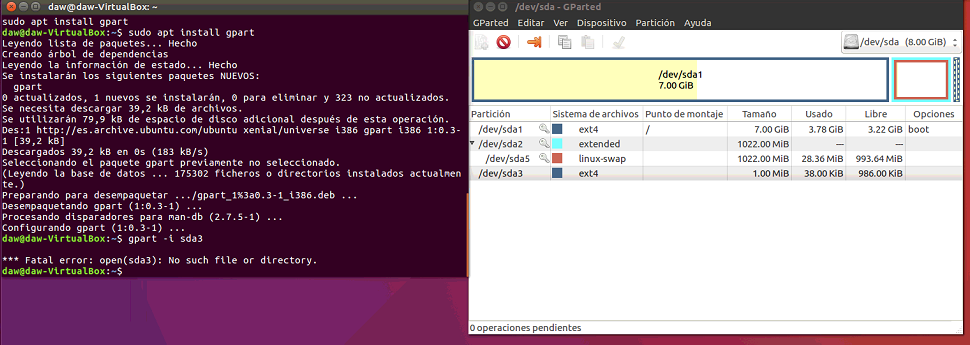 daw@daw-VirtualBox: ~
sudo apt install gpart
daw@daw-VirtualBox:~$ sudo apt install gpart
Leyendo lista de paquetes... Hecho
Creando árbol de dependencias
Leyendo la información de estado... Hecho
Se instalarán los siguientes paquetes NUEVOS:
gpart
0 actualizados, 1 nuevos se instalarán, 0 para eliminar y 323 no actualizados.
Se necesita descargar 39,2 kB de archivos.
Se utilizarán 79,9 kB de espacio de disco adicional después de esta operación.
Des:1 http://es.archive.ubuntu.com/ubuntu xenial/universe i386 gpart i386 1:0.3-
1 [39,2 kB]
Descargados 39,2 kB en 0s (183 kB/s)
Seleccionando el paquete gpart previamente no seleccionado.
(Leyendo la base de datos ... 175302 ficheros o directorios instalados actualmen
te.)
Preparando para desempaquetar .../gpart_1%3a0.3-1_i386.deb ...
Desempaquetando gpart (1:0.3-1) ...
Procesando disparadores para man-db (2.7.5-1) ...
Configurando gpart (1:0.3-1) ...
daw@daw-VirtualBox:~$ gpart -i sda3
*** Fatal error: open(sda3): No such file or directory.
daw@daw-VirtualBox:~$
/dev/sda - GParted
GParted Editar Ver Dispositivo Partición Ayuda
/dev/sda (8.00 GiB)
/dev/sda1
7.00 GiB
Partición Sistema de archivos Punto de montaje Tamaño Usado Libre Opciones
/dev/sda1 ext4 / 7.00 GiB 3.78 GiB 3.22 GiB boot
/dev/sda2 extended 1022.00 MiB — —
/dev/sda5 linux-swap 1022.00 MiB 28.36 MiB 993.64 MiB
/dev/sda3 ext4 1.00 MiB 38.00 KiB 986.00 KiB
0 operaciones pendientes